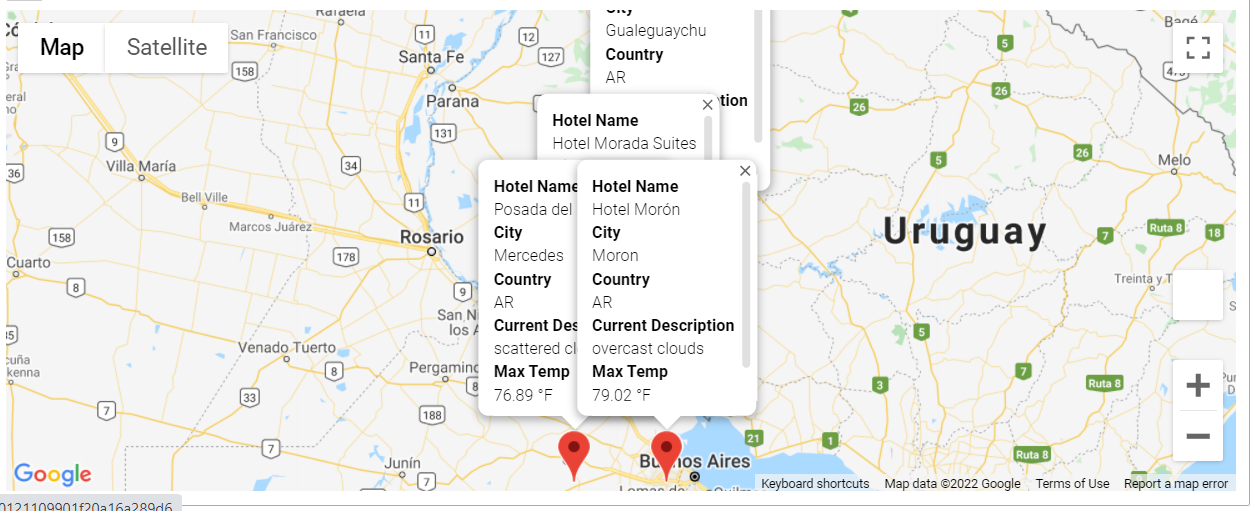 Map
Satellite
Rafaela
San Francisco
11
12
127
158
Santa Fe
Parana
131
City
Gualeguaychu
Country
AR
tion
Hotel Name
Hotel Morada Suites
Hotel Name
Posada del
City
Mercedes
Country
AR
Current Des
scattered cl
Max Temp
76.89 °F
Hotel Name
Hotel Morón
City
Moron
Country
AR
Current Description
overcast clouds
Max Temp
79.02 °F
9
Villa María
34
36
Bell Ville
11
Marcos Juárez
Rosario
158
178
Cuarto
8
9
San Ni
los A
Venado Tuerto
Pergamino
8
8
33
7
188
7
Junín
Bagé
5
26
26
5
26
Melo
Uruguay
7
Ruta 8
18
Treinta y T
5
7
3
Ruta 8
21
1
Ruta 8
Buenos Aires
Lomas de
Google
Keyboard shortcuts
Map data ©2022 Google
Terms of Use
Report a map error
0121109901f20a16a289d6